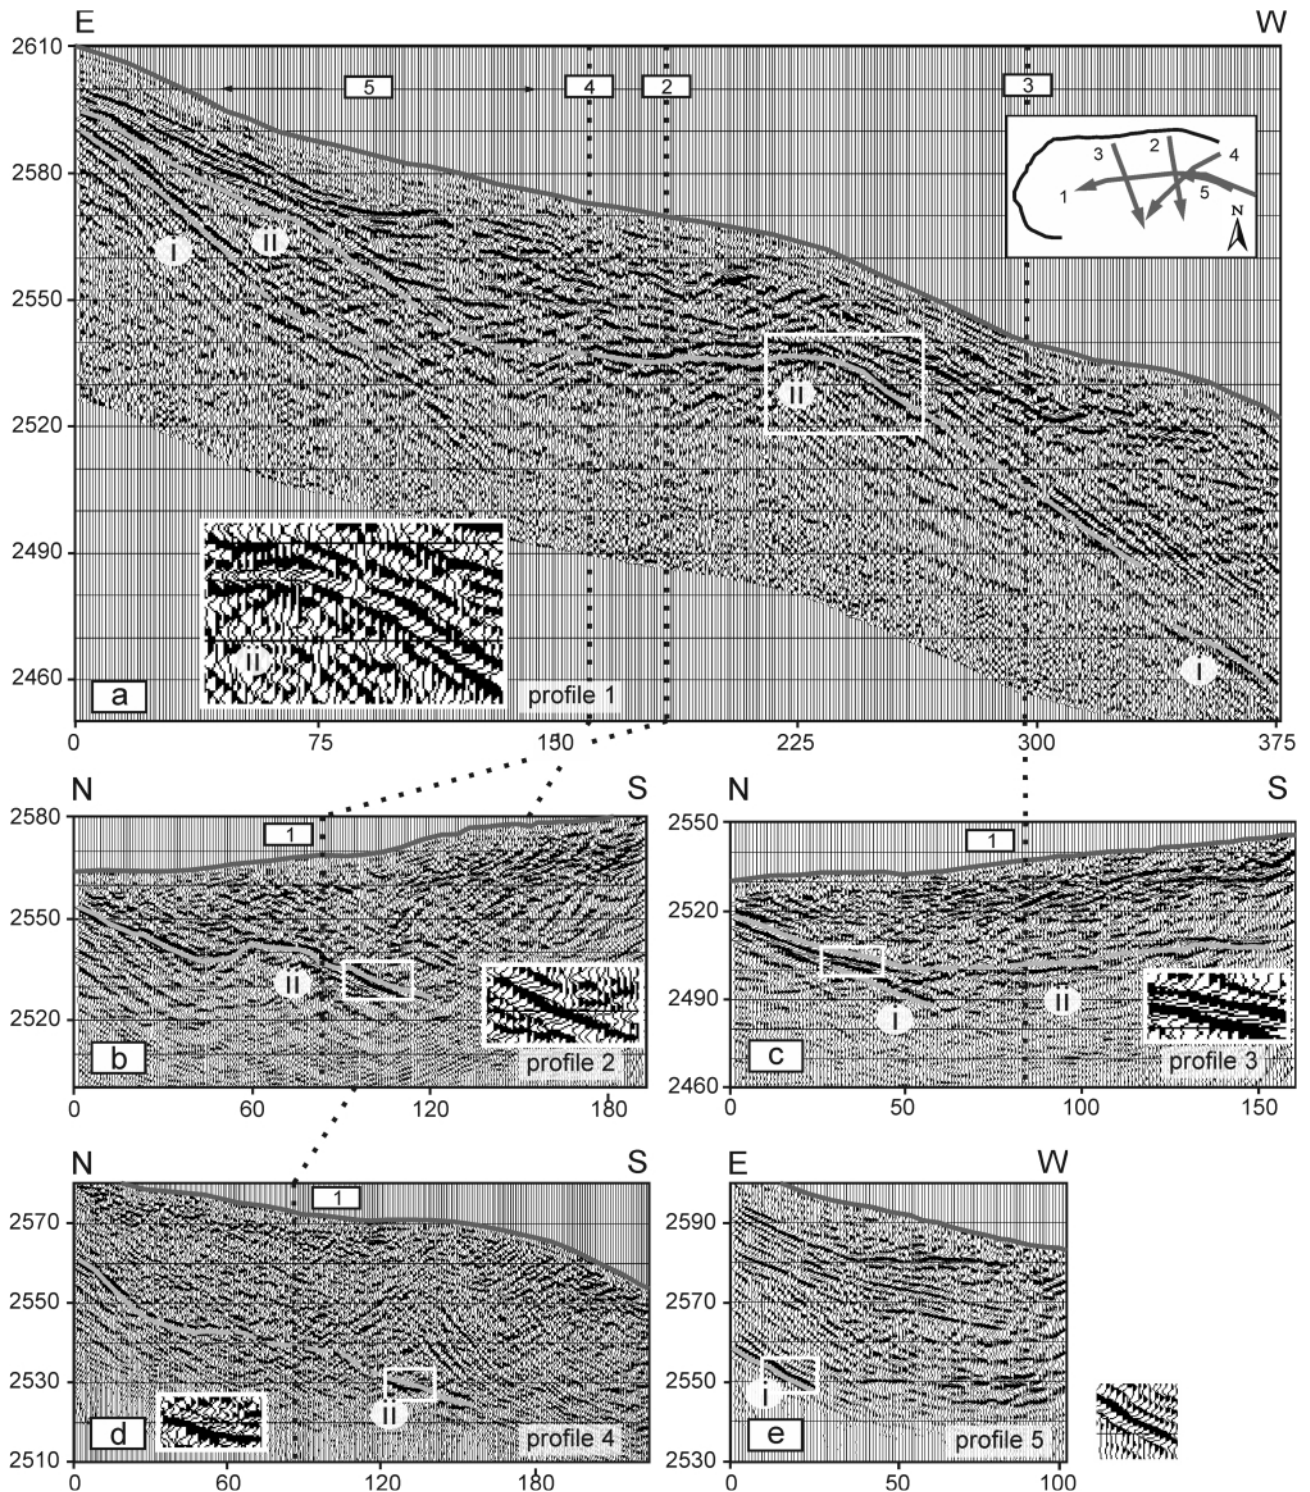 E W
2610
5 4 2 3
2580
3 2 4
1 5
N
i ii
2550
ii
2520
2490
ii
i
2460
a profile 1
0 75 150 225 300 375
N S N S
2580 2550
1 1
2550 2520
ii
2490
i ii
2520
b profile 2 c profile 3
2460
0 60 120 180 0 50 100 150
N S E W
1
2570 2590
2550 2570
2530 2550
ii i
d profile 4 e profile 5
2510 2530
0 60 120 180 0 50 100